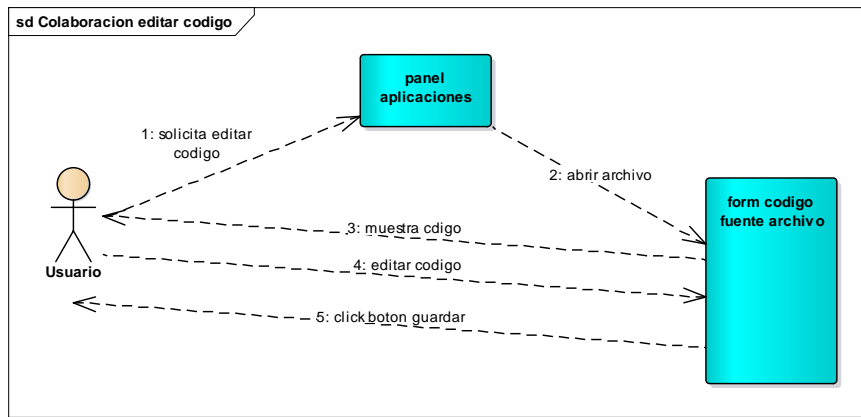 sd Colaboracion editar codigo
panel
aplicaciones
1: solicita editar
codigo
2: abrir archivo
form codigo
fuente archivo
3: muestra cdigo
4: editar codigo
Usuario
5: click boton guardar